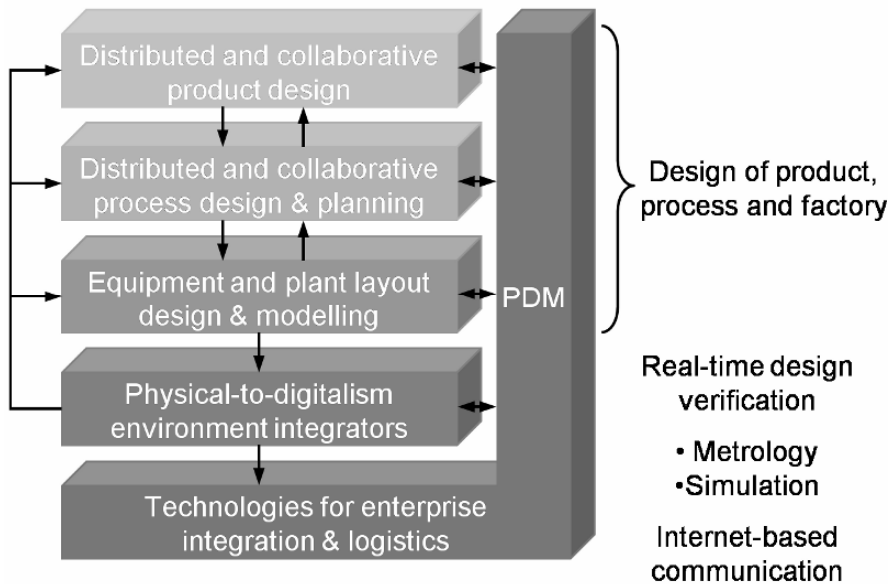 Distributed and collaborative
product design
Distributed and collaborative
process design & planning
Equipment and plant layout
design & modelling
Physical-to-digitalism
environment integrators
Technologies for enterprise
integration & logistics
PDM
Design of product,
process and factory
Real-time design
verification
• Metrology
•Simulation
Internet-based
communication